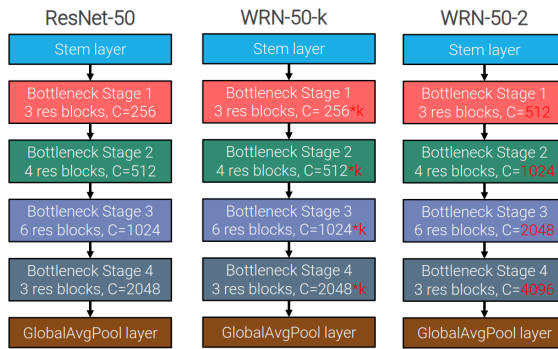 ResNet-50
Stem layer
Bottleneck Stage 1
3 res blocks, C=256
Bottleneck Stage 2
4 res blocks, C=512
Bottleneck Stage 3
6 res blocks, C=1024
Bottleneck Stage 4
3 res blocks, C=2048
GlobalAvgPool layer
WRN-50-k
Stem layer
Bottleneck Stage 1
3 res blocks, C= 256*k
Bottleneck Stage 2
4 res blocks, C=512*k
Bottleneck Stage 3
6 res blocks, C=1024*k
Bottleneck Stage 4
3 res blocks, C=2048*k
GlobalAvgPool layer
WRN-50-2
Stem layer
Bottleneck Stage 1
3 res blocks, C=512
Bottleneck Stage 2
4 res blocks, C=1024
Bottleneck Stage 3
6 res blocks, C=2048
Bottleneck Stage 4
3 res blocks, C=4096
GlobalAvgPool layer